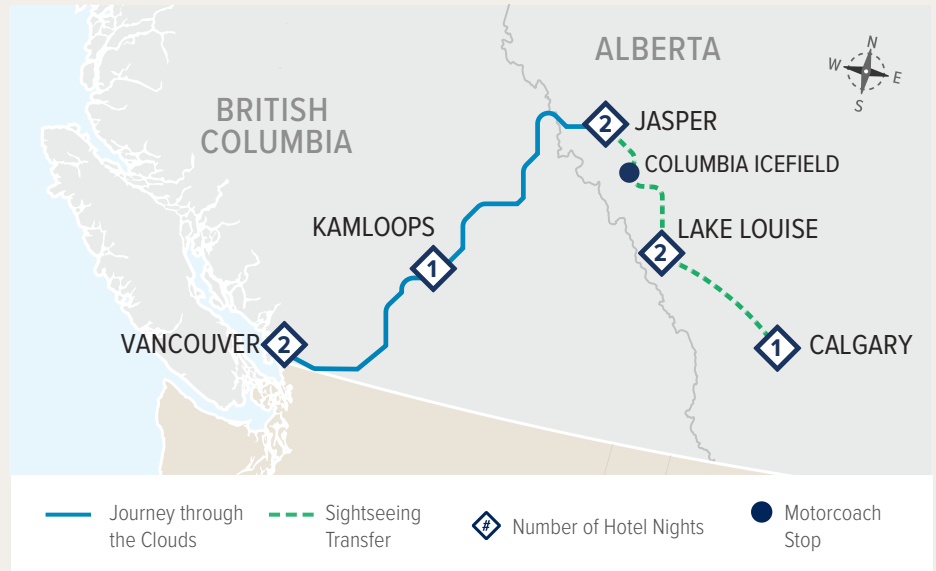 ALBERTA
N
W
E
S
BRITISH
COLUMBIA
2
JASPER
COLUMBIA ICEFIELD
KAMLOOPS
1
LAKE LOUISE
2
VANCOUVER
2
1
CALGARY
Journey through
the Clouds
Sightseeing
Transfer
#
Number of Hotel Nights
Motorcoach
Stop